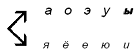 а о э у ы
я ё е ю и